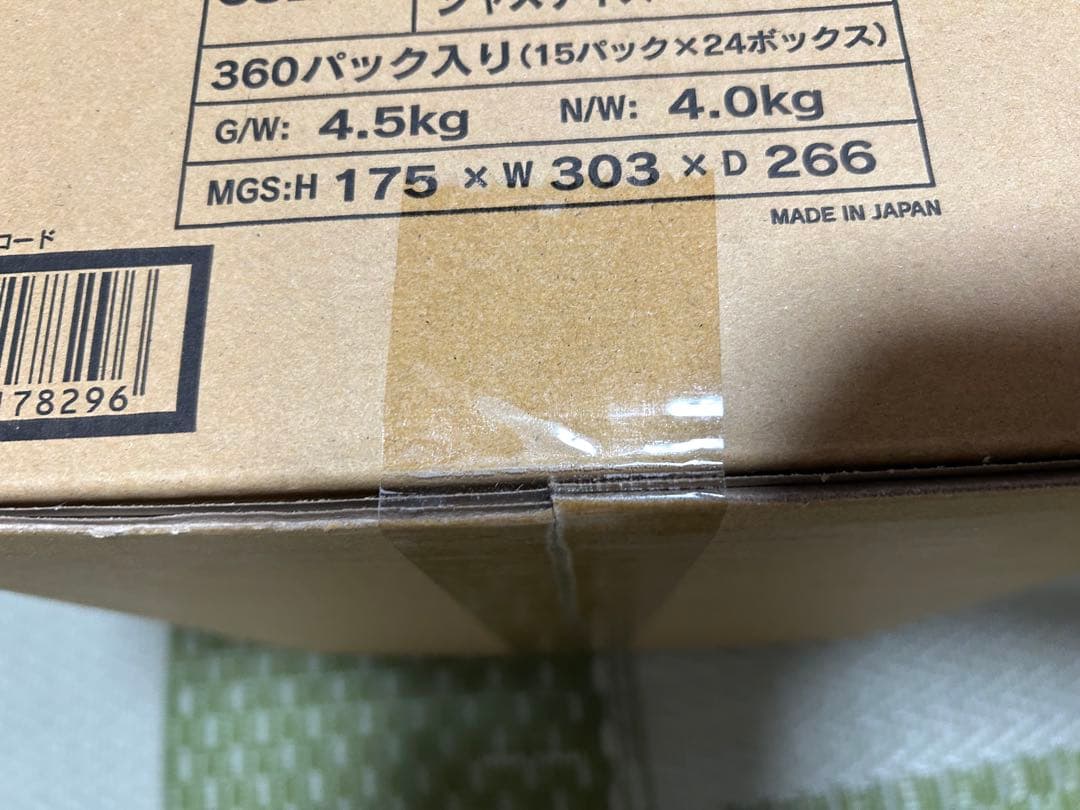 360パック入り(15パック×24ボックス)
G/W: 4.5kg N/W: 4.0kg
MGS:H 175 × W 303 × D 266
MADE IN JAPAN
コード
78296